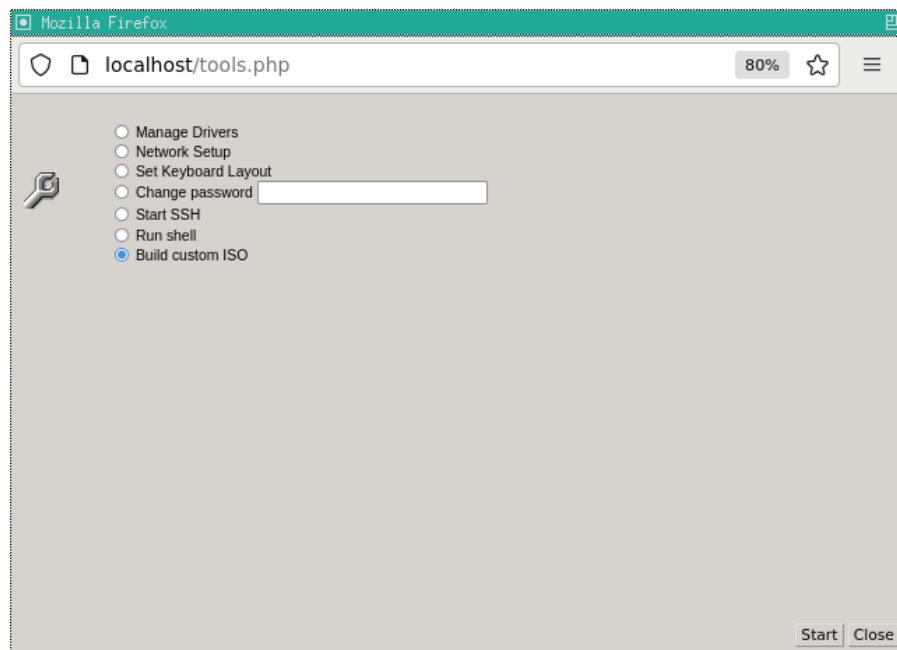 Mozilla Firefox
localhost/tools.php 80%
Manage Drivers
Network Setup
Set Keyboard Layout
Change password
Start SSH
Run shell
Build custom ISO
Start Close